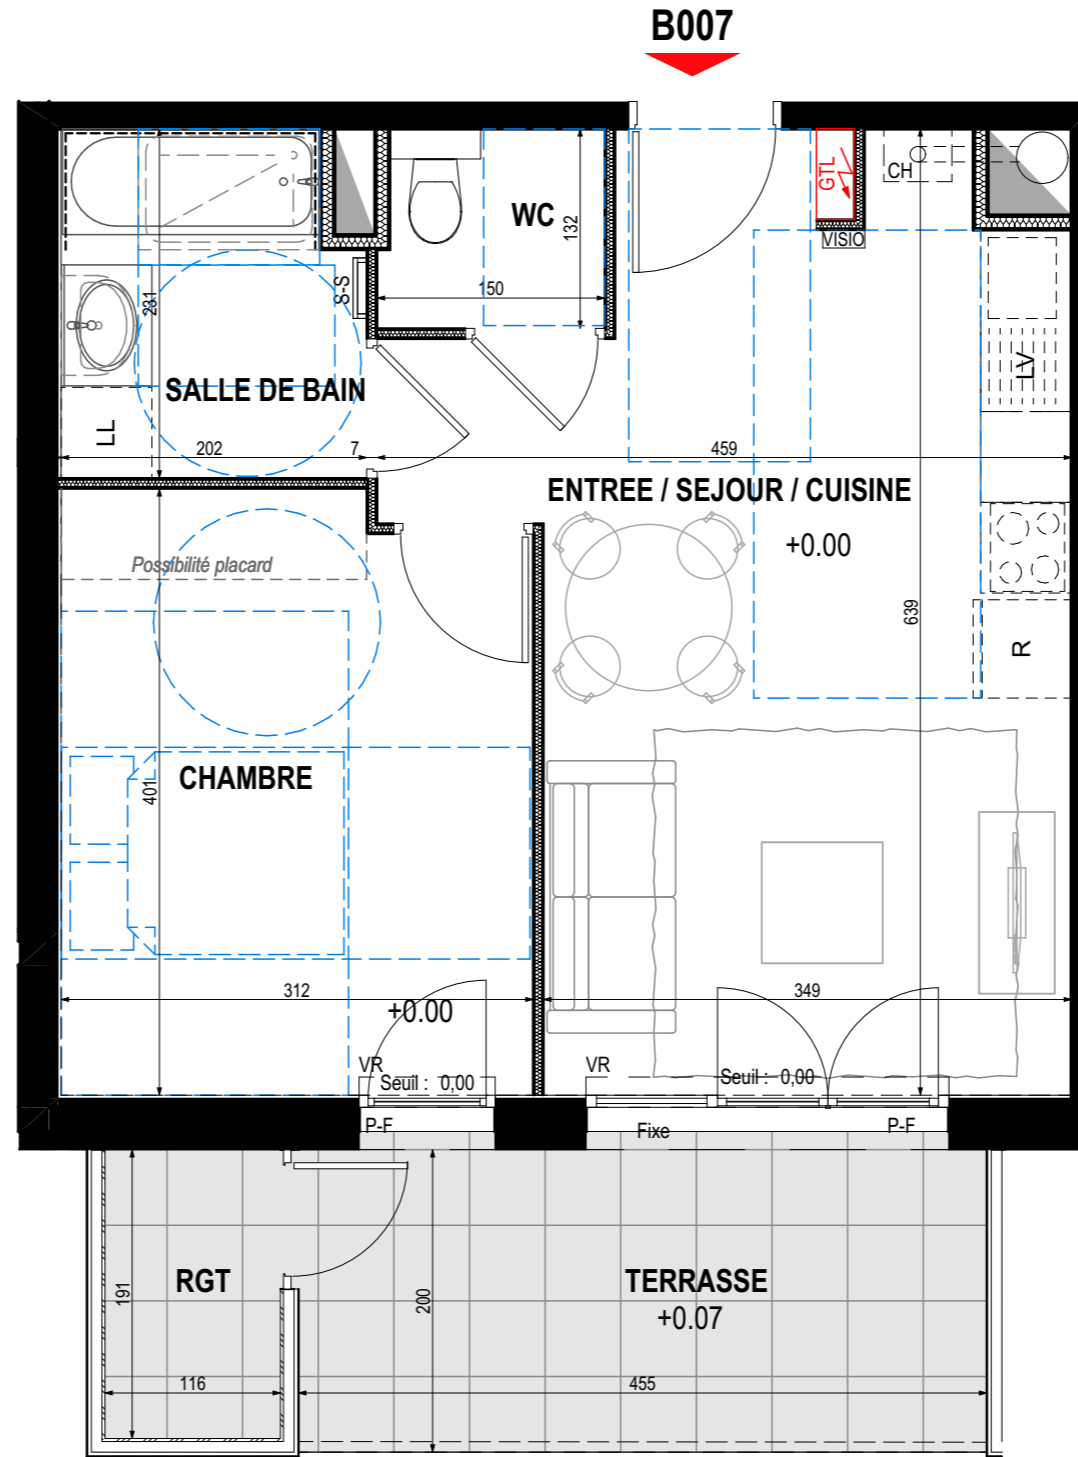 B007
GTL
CH
VISIO
WC
132
150
S-S
231
LV
SALLE DE BAIN
LL
202
7
459
ENTREE / SEJOUR / CUISINE
+0.00
Possibilité placard
639
R
CHAMBRE
401
312
+0.00
349
VR
Seuil : 0,00
VR
Seuil : 0,00
P-F
Fixe
P-F
RGT
191
200
TERRASSE
+0.07
116
455